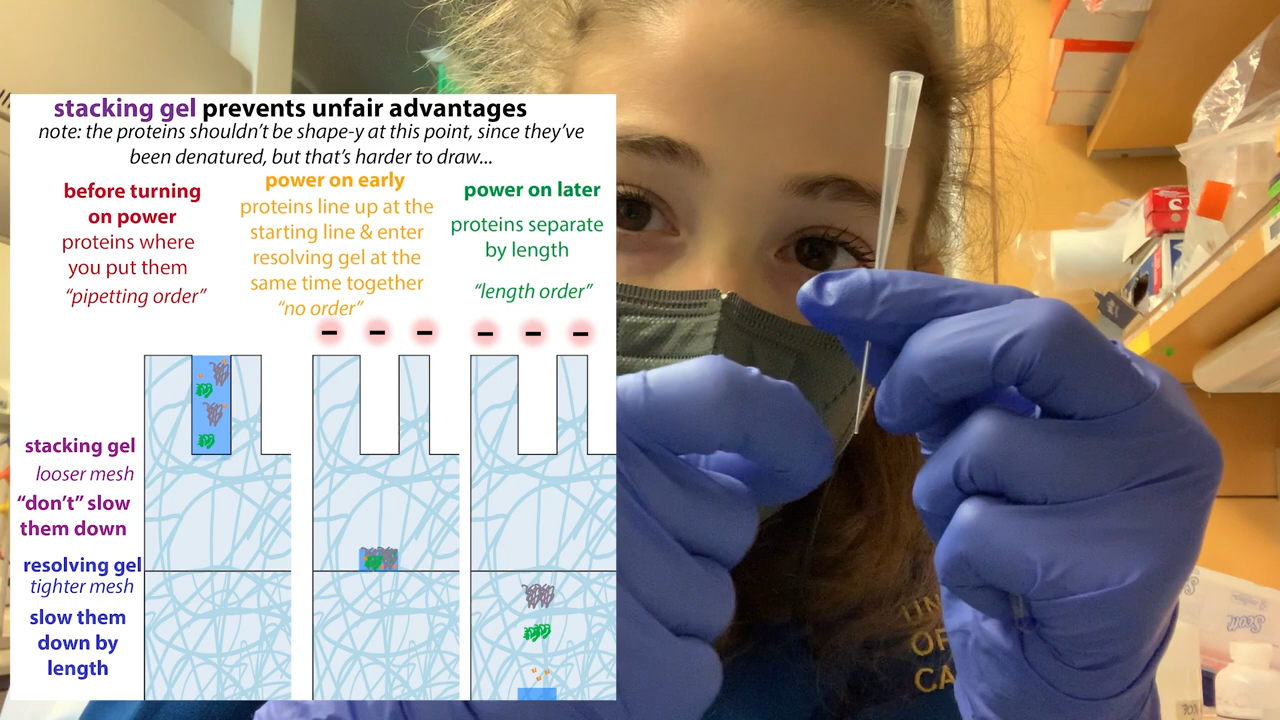 stacking gel prevents unfair advantages
note: the proteins shouldn't be shape-y at this point, since they've
been denatured, but that's harder to draw...
before turning
on power
proteins where
you put them
"pipetting order"
power on early
proteins line up at the
starting line & enter
resolving gel at the
same time together
"no order"
power on later
proteins separate
by length
"length order"
- - -
- - -
stacking gel
looser mesh
"don't" slow
them down
resolving gel
tighter mesh
slow them
down by
length
UN
OF
CA
Scott